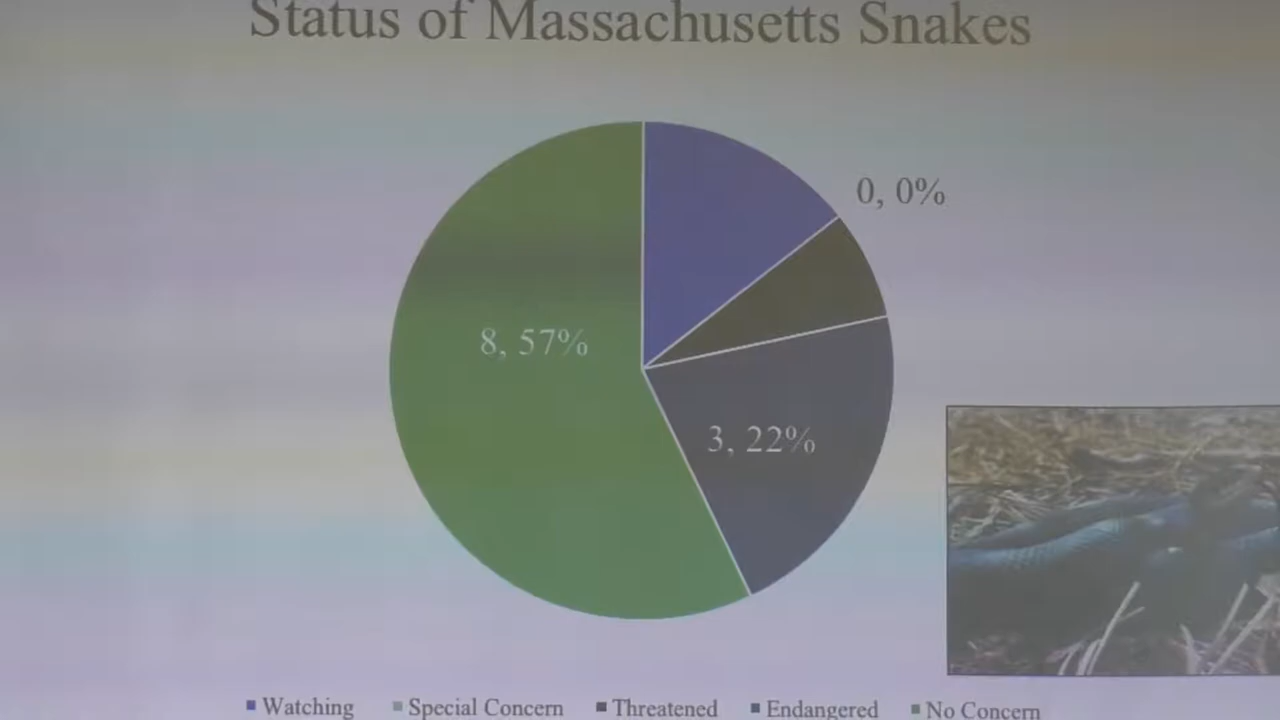 Status of Massachusetts Snakes
0, 0%
8, 57%
3, 22%
Watching Special Concern Threatened Endangered No Concern